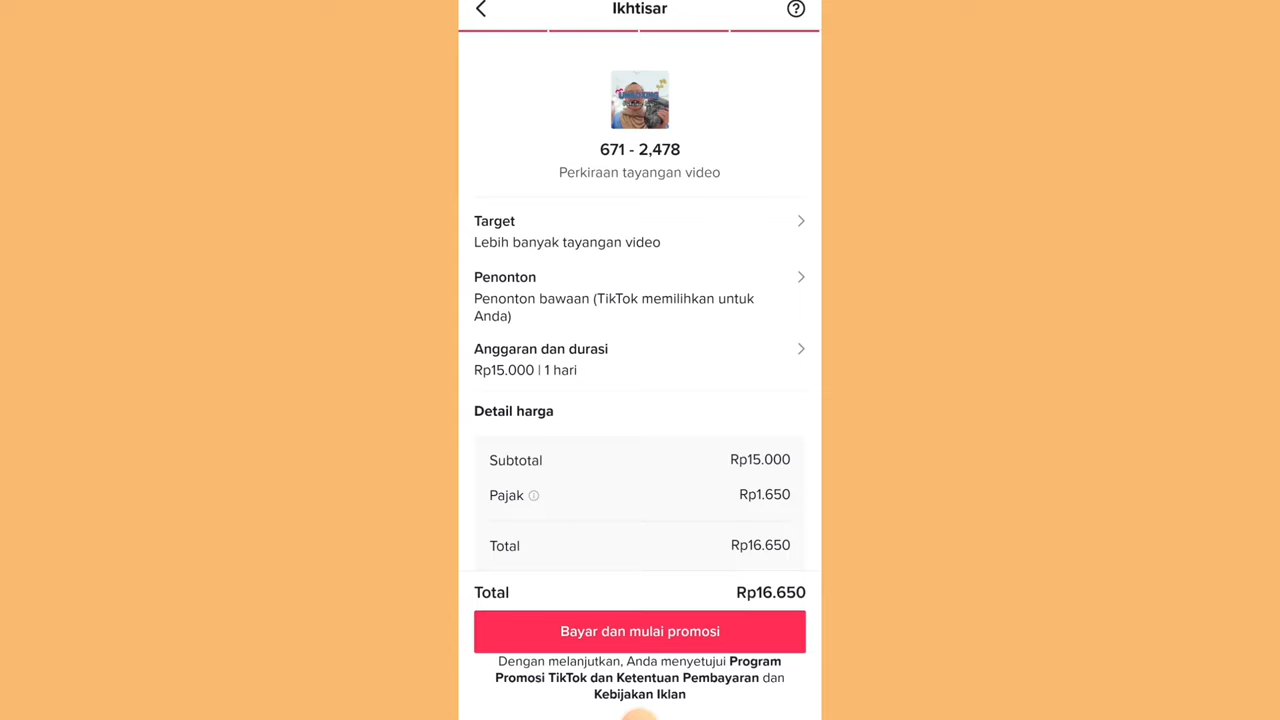 Ikhtisar
UNBOXING
671 - 2,478
Perkiraan tayangan video
Target
Lebih banyak tayangan video
Penonton
Penonton bawaan (TikTok memilihkan untuk
Anda)
Anggaran dan durasi
Rp15.000 | 1 hari
Detail harga
Subtotal Rp15.000
Pajak Rp1.650
Total Rp16.650
Total Rp16.650
Bayar dan mulai promosi
Dengan melanjutkan, Anda menyetujui Program
Promosi TikTok dan Ketentuan Pembayaran dan
Kebijakan Iklan